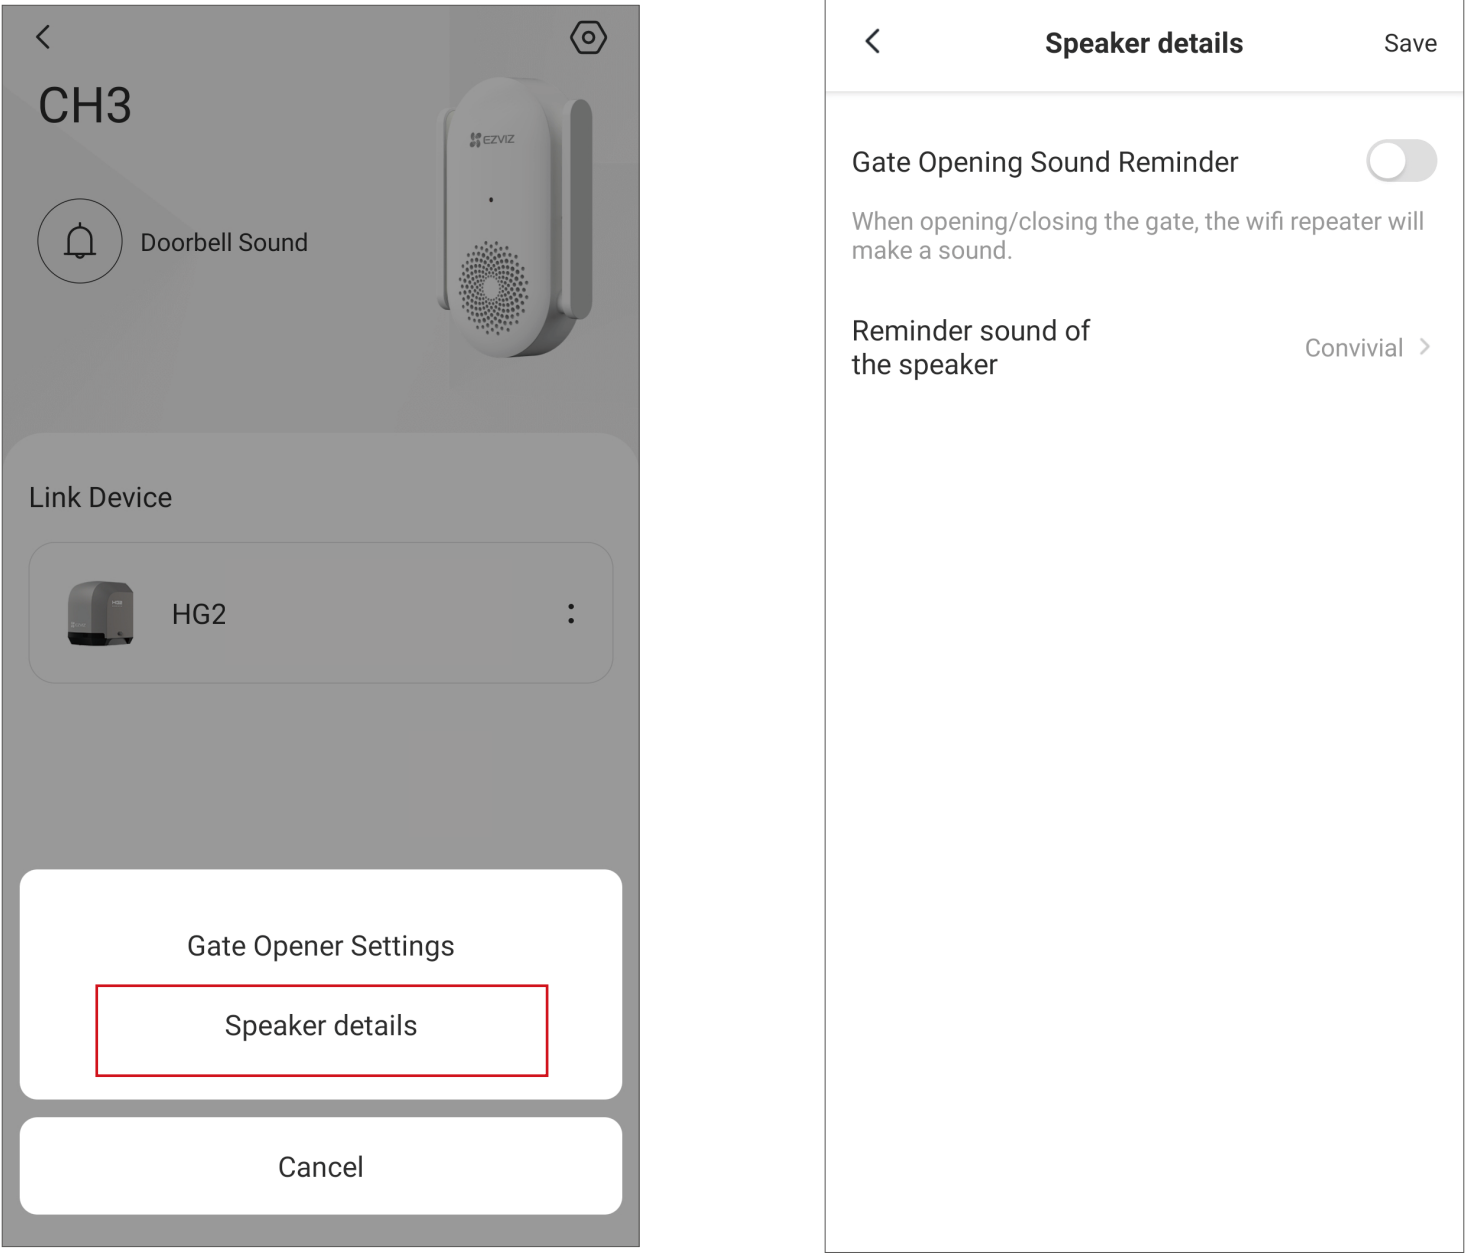 CH3
EZVIZ
Doorbell Sound
Link Device
HG2
Gate Opener Settings
Speaker details
Cancel
Speaker details
Save
Gate Opening Sound Reminder
When opening/closing the gate, the wifi repeater will
make a sound.
Reminder sound of
the speaker
Convivial